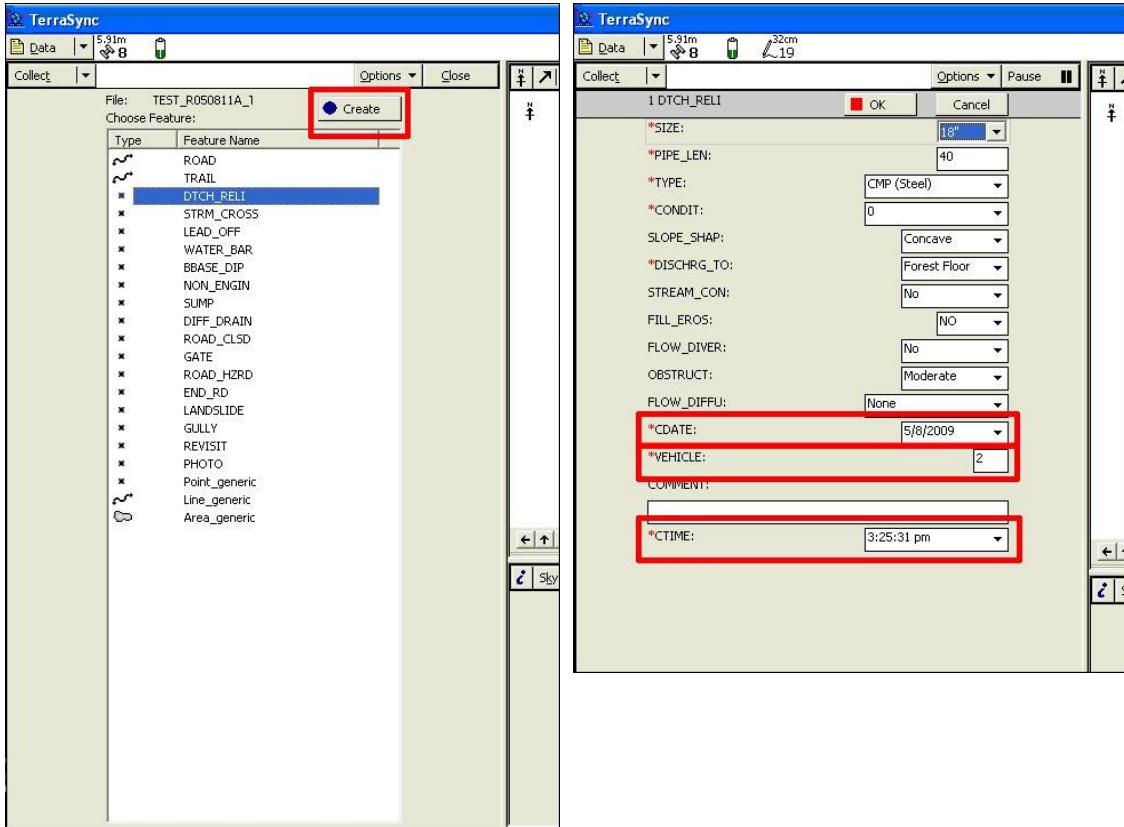 TerraSync
Data 5.91m 8
Collect Options Close
File: TEST_R050811A_1
Create
Choose Feature:
Type Feature Name
ROAD
TRAIL
DTCH_RELI
STRM_CROSS
LEAD_OFF
WATER_BAR
BBASE_DIP
NON_ENGIN
SUMP
DIFF_DRAIN
ROAD_CLSD
GATE
ROAD_HZRD
END_RD
LANDSLIDE
GULLY
REVISIT
PHOTO
Point_generic
Line_generic
Area_generic
N
N
i Sky
TerraSync
Data 5.91m 8 32cm 19
Collect Options Pause
1 DTCH_RELI OK Cancel
*SIZE: 18"
*PIPE_LEN: 40
*TYPE: CMP (Steel)
*CONDIT: 0
SLOPE_SHAP: Concave
*DISCHRG_TO: Forest Floor
STREAM_CON: No
FILL_EROS: NO
FLOW_DIVER: No
OBSTRUCT: Moderate
FLOW_DIFFU: None
*CDATE: 5/8/2009
*VEHICLE: 2
COMMENT:
*CTIME: 3:25:31 pm
N
N
i